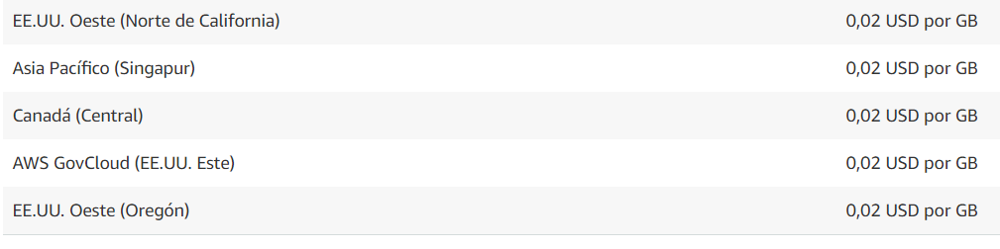 EE.UU. Oeste (Norte de California) 0,02 USD por GB
Asia Pacífico (Singapur) 0,02 USD por GB
Canadá (Central) 0,02 USD por GB
AWS GovCloud (EE.UU. Este) 0,02 USD por GB
EE.UU. Oeste (Oregón) 0,02 USD por GB